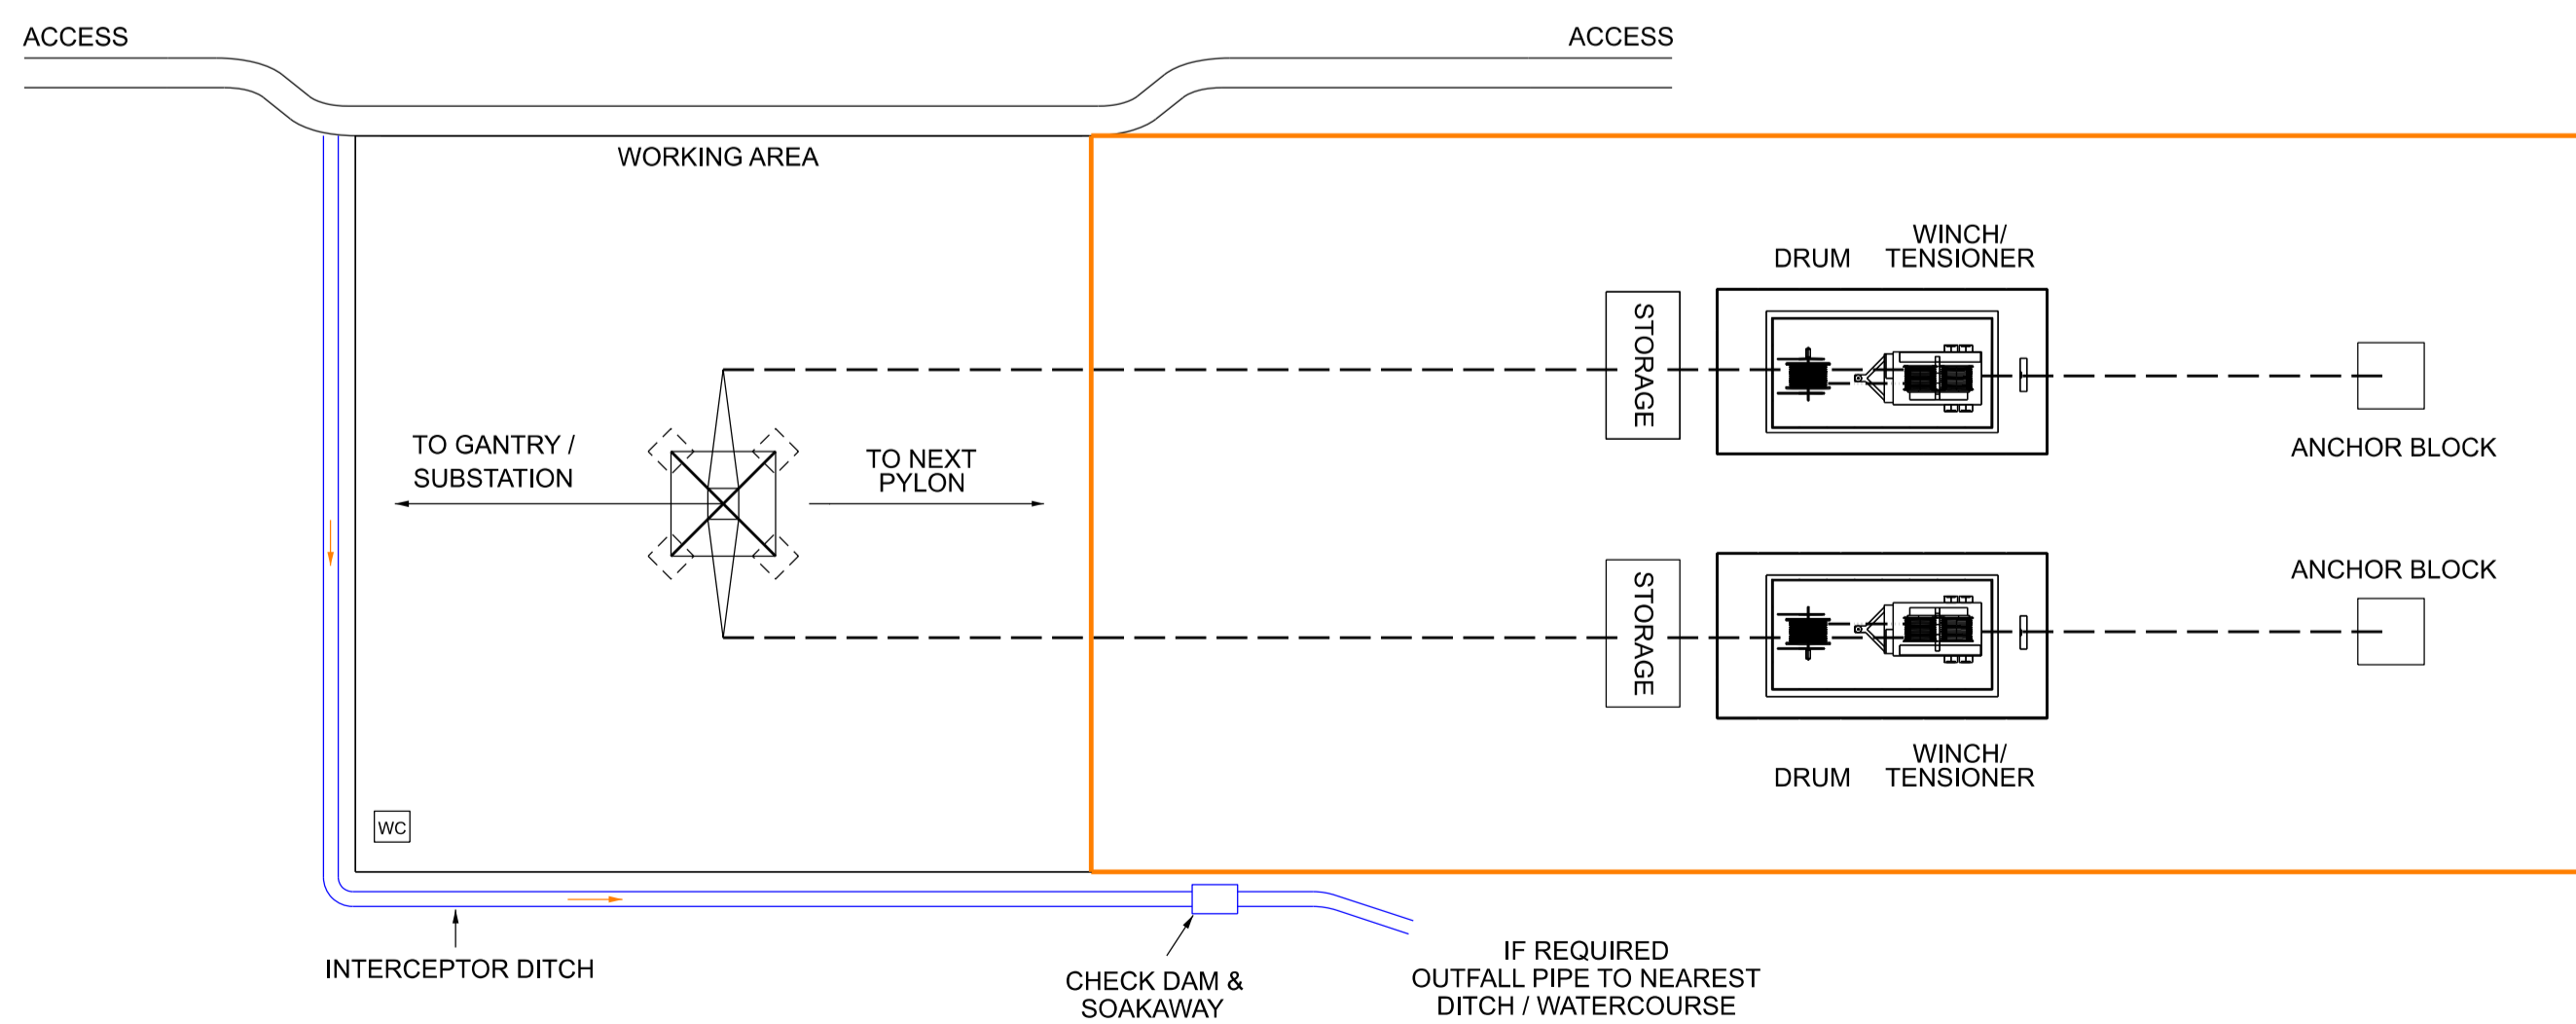 ACCESS
ACCESS
WORKING AREA
WINCH/
DRUM TENSIONER
STORAGE
TO GANTRY /
SUBSTATION
TO NEXT
PYLON
ANCHOR BLOCK
ANCHOR BLOCK
STORAGE
WINCH/
DRUM TENSIONER
WC
INTERCEPTOR DITCH
CHECK DAM &
SOAKAWAY
IF REQUIRED
OUTFALL PIPE TO NEAREST
DITCH / WATERCOURSE